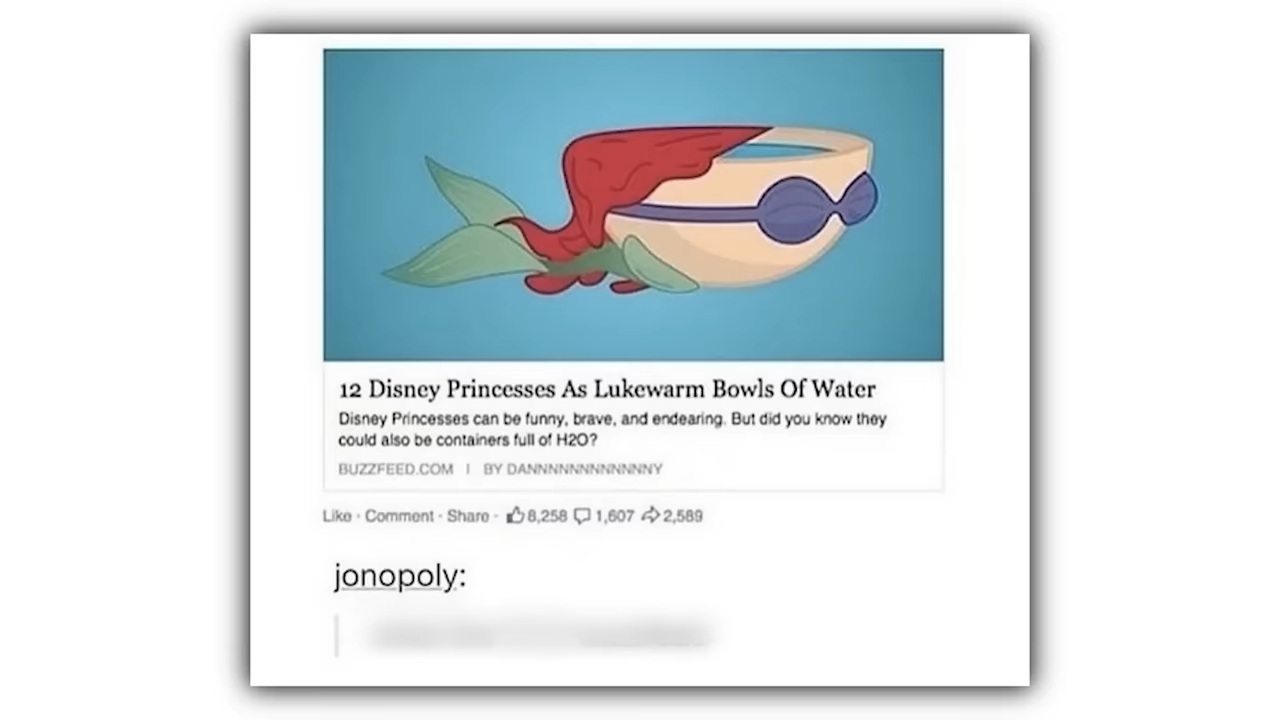 12 Disney Princesses As Lukewarm Bowls Of Water
Disney Princesses can be funny, brave, and endearing. But did you know they
could also be containers full of H2O?
BUZZFEED.COM | BY DANNNNNNNNNNNNY
Like · Comment · Share · 8,258 1,607 2,589
jonopoly: